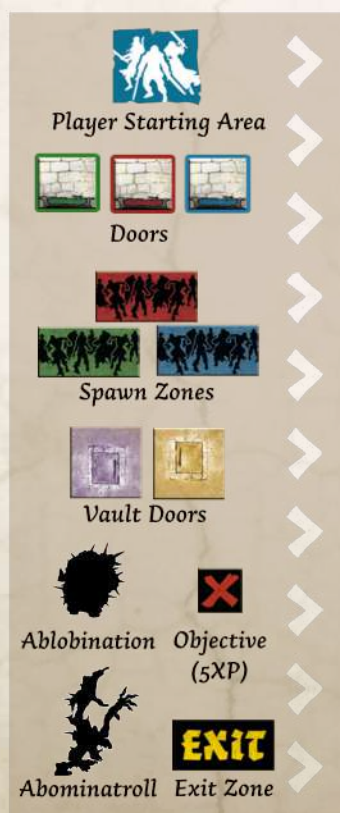 Player Starting Area
Doors
Spawn Zones
Vault Doors
Ablobination Objective
(5XP)
EXIT
Abominatroll Exit Zone